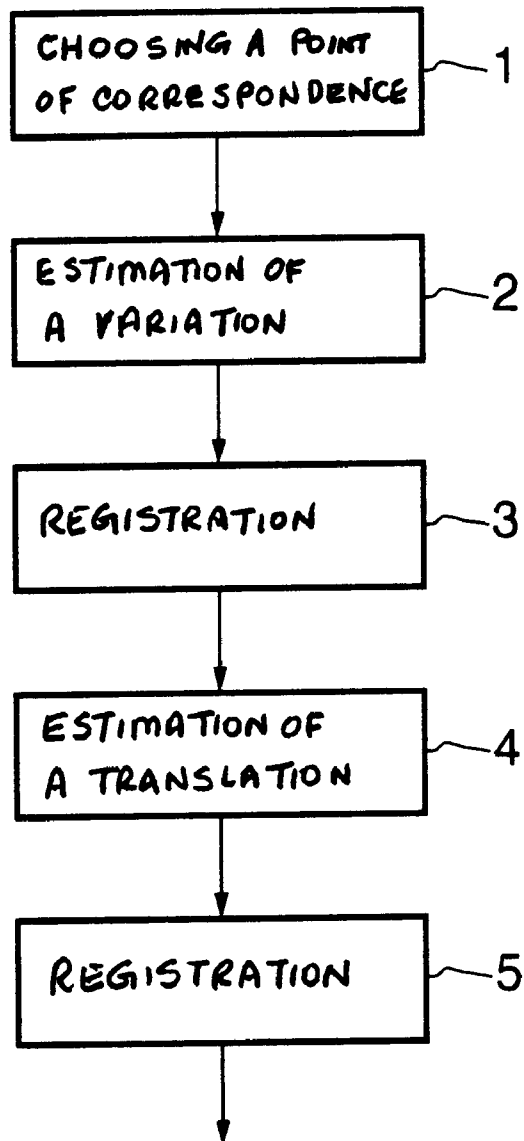 CHOOSING A POINT
OF CORRESPONDENCE
1
ESTIMATION OF
A VARIATION
2
REGISTRATION
3
ESTIMATION OF
A TRANSLATION
4
REGISTRATION
5